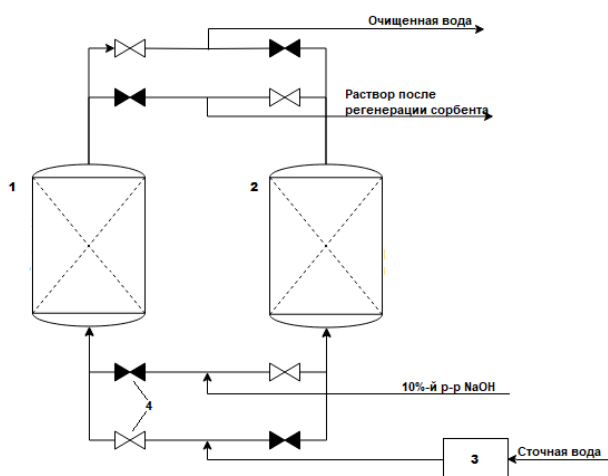 Очищенная вода
Раствор после
регенерации сорбента
1
2
10%-й р-р NaOH
4
3
Сточная вода